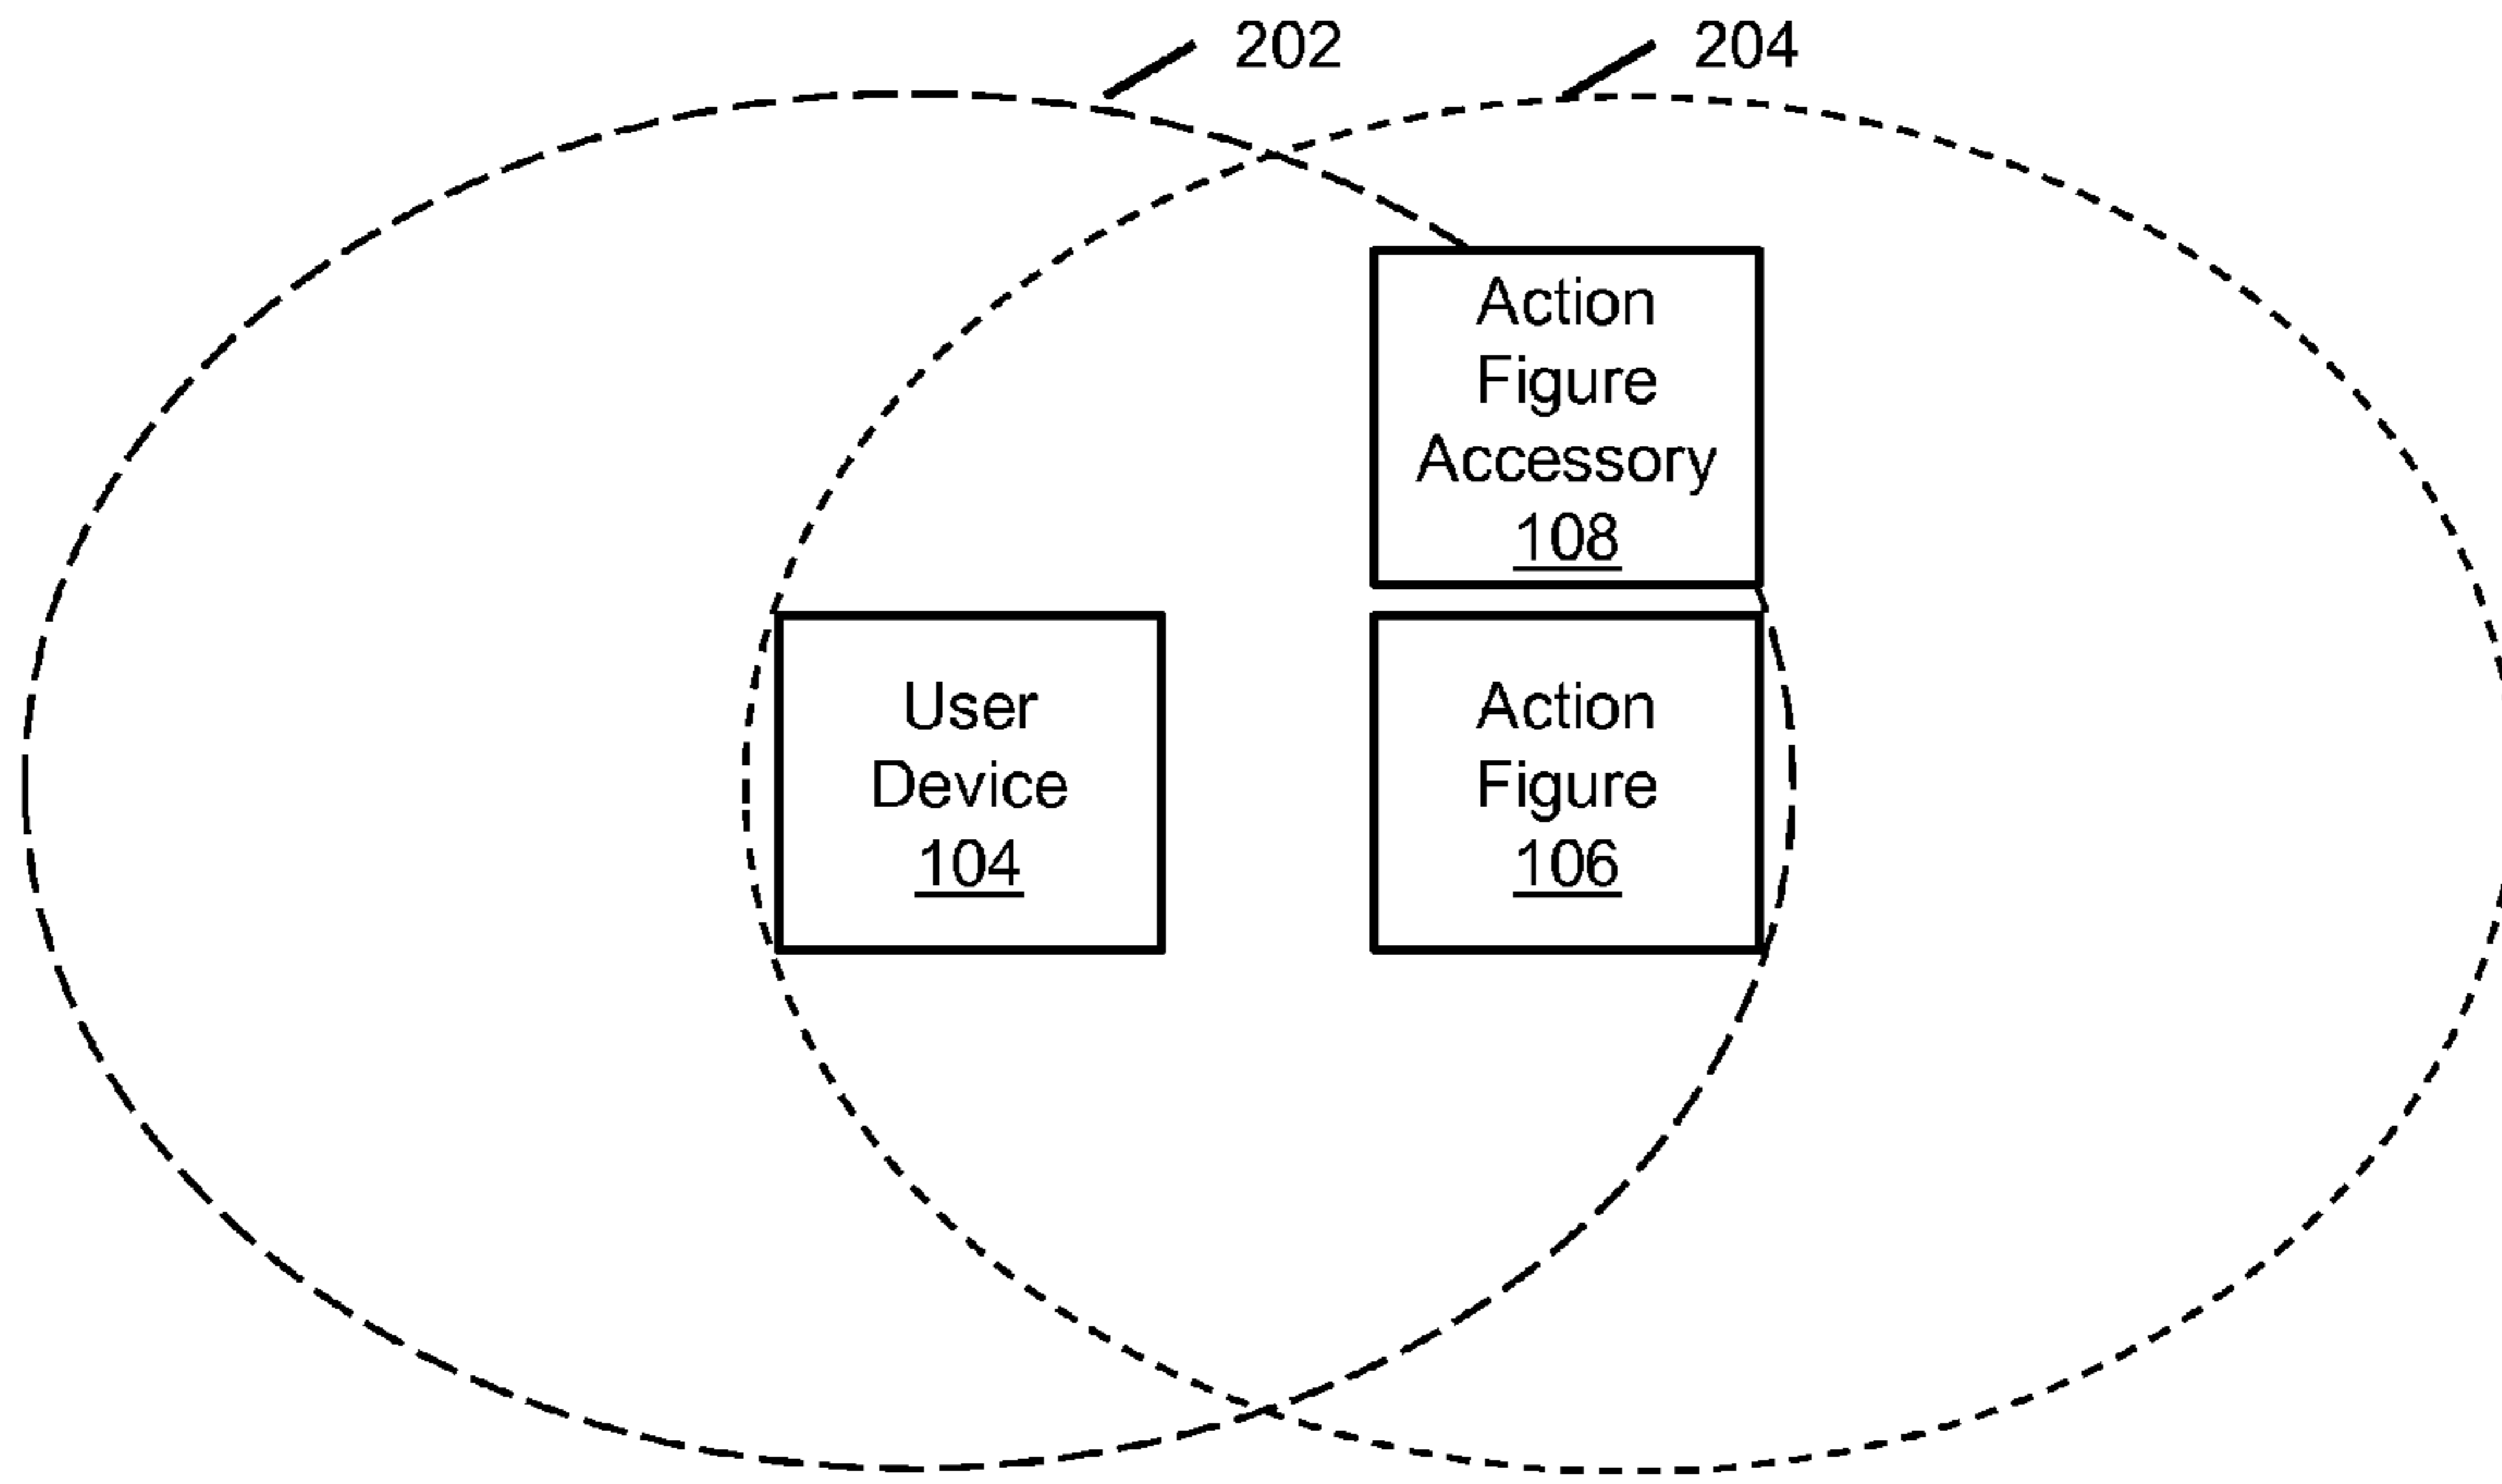 202
204
Action
Figure
Accessory
108
User
Device
104
Action
Figure
106